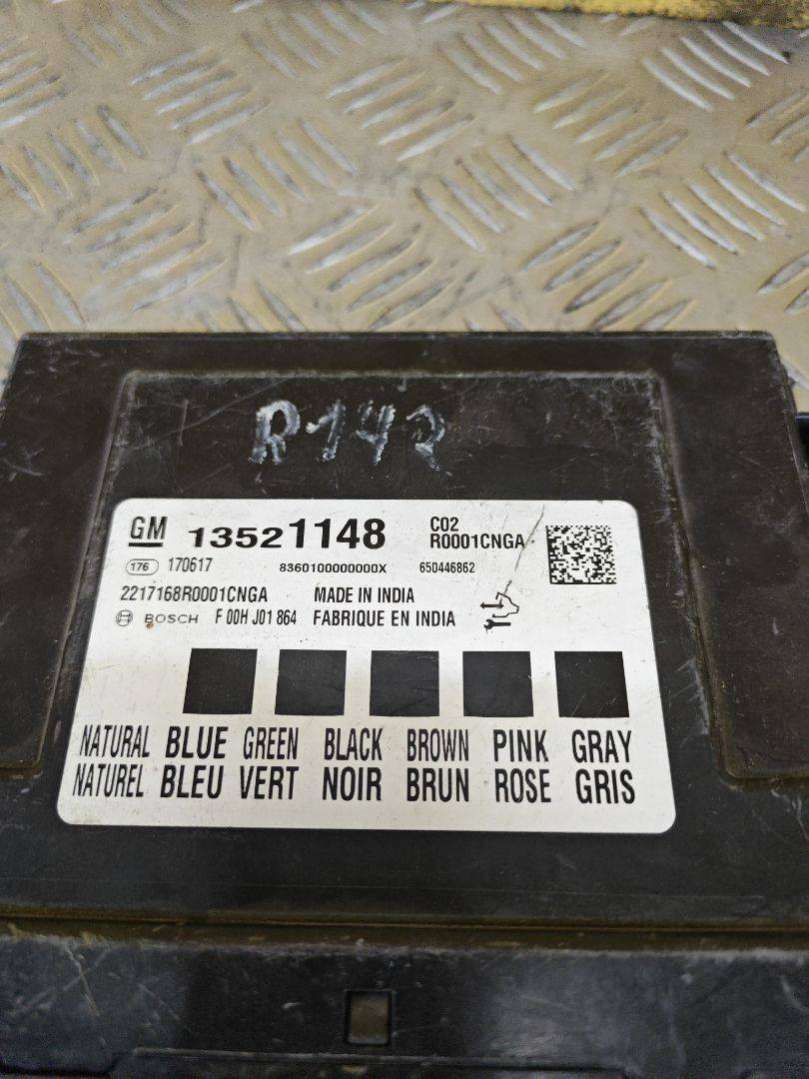 R142
GM 13521148 C02
R0001CNGA
176 170617 8360100000000X 650446862
2217168R0001CNGA MADE IN INDIA
BOSCH F 00H J01 864 FABRIQUE EN INDIA
NATURAL BLUE GREEN BLACK BROWN PINK GRAY
NATUREL BLEU VERT NOIR BRUN ROSE GRIS